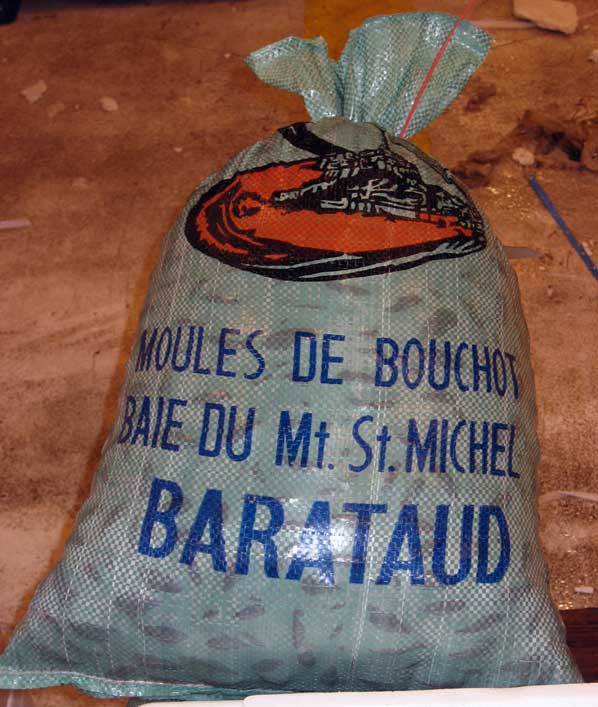 MOULES DE BOUCHOT
BAIE DU Mt. St. MICHEL
BARATAUD